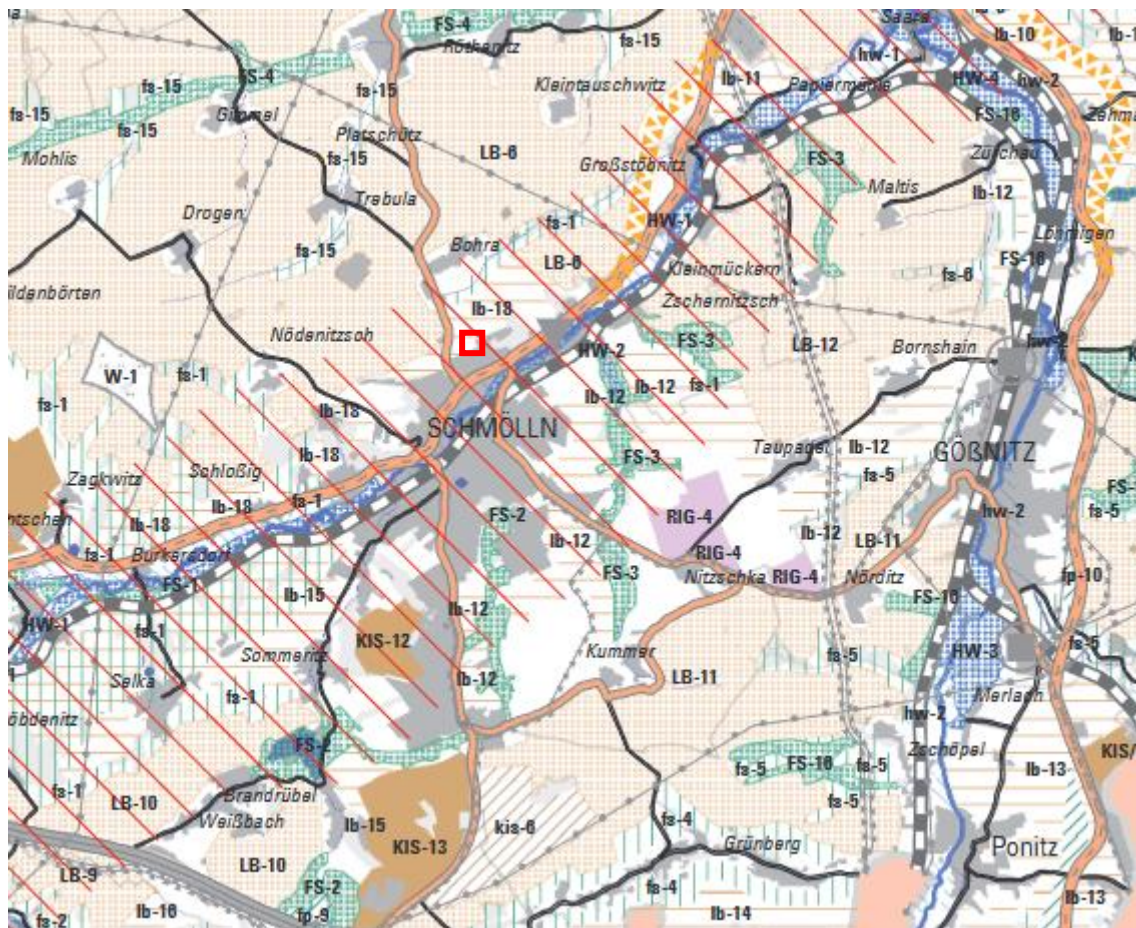 FS-4
fs-15
Saara
lb-10
hw-1
lb-11
FS-4
fs-15
fs-15
Kleintauschwitz
Papiermühle
HW-4
hw-2
fs-15
Gimmel
FS-16
Platschütz
LB-6
Zürchau
Mohlis
fs-15
Großstöbnitz
FS-3
Trebula
Maltis
lb-12
Drogen
HW-1
fs-1
Löhmigen
fs-15
Bohra
FS-16
LB-6
Kleinmückern
fs-6
ildenbörten
lb-18
Zschernitzsch
Nödenitzsch
FS-3
hw-2
HW-2
Bornshain
LB-12
W-1
fs-1
lb-12
fs-1
fs-1
lb-12
lb-18
SCHMÖLLN
Taupadel
lb-12
GÖßNITZ
lb-18
FS-3
Zagkwitz
Schloßig
fs-5
FS-5
fs-1
lb-18
FS-2
fs-5
ntschen
lb-18
RIG-4
hw-2
lb-12
lb-12
fs-1
Burkersdorf
LB-11
RIG-4
FS-1
FS-3
Nitzschka
RIG-4
Nörditz
fp-10
lb-15
FS-16
lb-12
HW-1
fs-1
KIS-12
fs-5
Kummer
HW-3
Sommeritz
fs-5
lb-12
LB-11
Selka
fs-1
Merlach
öbdenitz
hw-2
FS-2
Zschöpel
KIS/
fs-5
FS-16
fs-5
lb-13
fs-1
LB-10
Brandrübel
fs-5
Weißbach
lb-15
kis-6
fs-4
KIS-13
Grünberg
Ponitz
LB-10
LB-9
FS-2
fs-4
lb-13
fs-2
lb-16
fp-9
lb-14